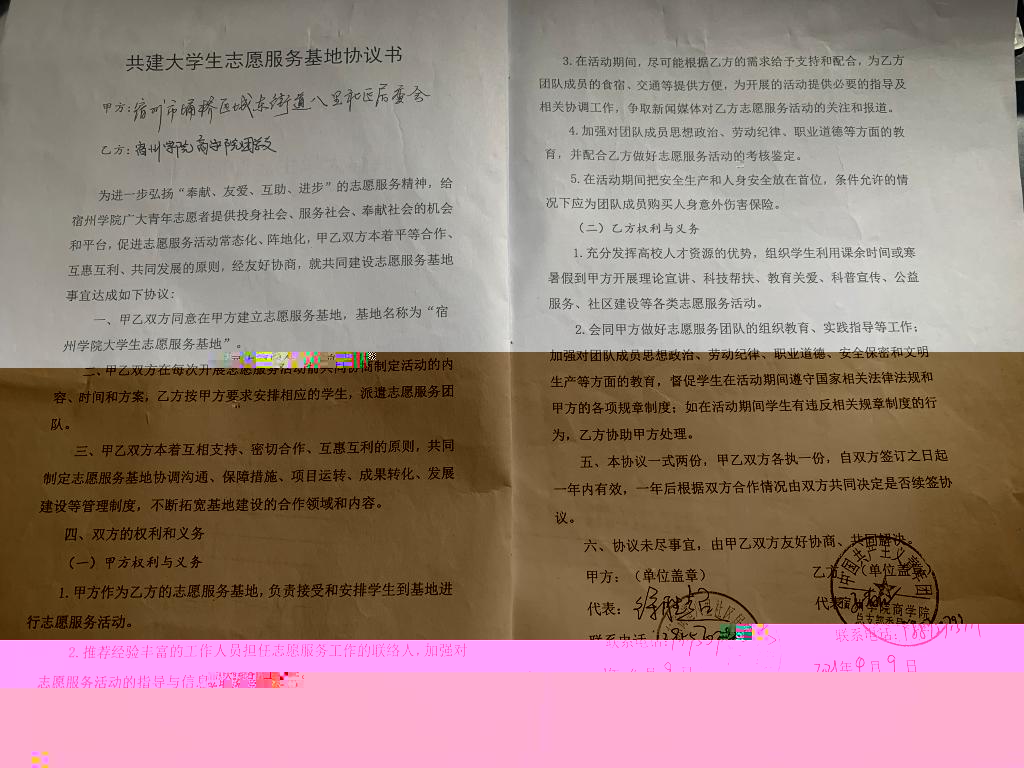 共建大学生志愿服务基地协议书
甲方：宿州市埇桥区城东街道八里社区居委会
乙方：宿州学院商学院团总支
为进一步弘扬“奉献、友爱、互助、进步”的志愿服务精神，给
宿州学院广大青年志愿者提供投身社会、服务社会、奉献社会的机会
和平台，促进志愿服务活动常态化、阵地化，甲乙双方本着平等合作、
互惠互利、共同发展的原则，经友好协商，就共同建设志愿服务基地
事宜达成如下协议：
一、甲乙双方同意在甲方建立志愿服务基地，基地名称为“宿
州学院大学生志愿服务基地”。
二、甲乙双方在每次开展志愿服务活动前共同协商制定活动的内
容、时间和方案，乙方按甲方要求安排相应的学生，派遣志愿服务团
队。
三、甲乙双方本着互相支持、密切合作、互惠互利的原则，共同
制定志愿服务基地协调沟通、保障措施、项目运转、成果转化、发展
建设等管理制度，不断拓宽基地建设的合作领域和内容。
四、双方的权利和义务
（一）甲方权利与义务
1.甲方作为乙方的志愿服务基地，负责接受和安排学生到基地进
行志愿服务活动。
2.推荐经验丰富的工作人员担任志愿服务工作的联络人，加强对
志愿服务活动的指导与信息
3.在活动期间，尽可能根据乙方的需求给予支持和配合，为乙方
团队成员的食宿、交通等提供方便，为开展的活动提供必要的指导及
相关协调工作，争取新闻媒体对乙方志愿服务活动的关注和报道。
4.加强对团队成员思想政治、劳动纪律、职业道德等方面的教
育，并配合乙方做好志愿服务活动的考核鉴定。
5.在活动期间把安全生产和人身安全放在首位，条件允许的情
况下应为团队成员购买人身意外伤害保险。
（二）乙方权利与义务
1.充分发挥高校人才资源的优势，组织学生利用课余时间或寒
暑假到甲方开展理论宣讲、科技帮扶、教育关爱、科普宣传、公益
服务、社区建设等各类志愿服务活动。
2.会同甲方做好志愿服务团队的组织教育、实践指导等工作；
加强对团队成员思想政治、劳动纪律、职业道德、安全保密和文明
生产等方面的教育，督促学生在活动期间遵守国家相关法律法规和
甲方的各项规章制度；如在活动期间学生有违反相关规章制度的行
为，乙方协助甲方处理。
五、本协议一式两份，甲乙双方各执一份，自双方签订之日起
一年内有效，一年后根据双方合作情况由双方共同决定是否续签协
议。
六、协议未尽事宜，由甲乙双方友好协商、共同解决。
甲方：（单位盖章）
代表：
联系电话：
乙方：（单位盖章）
代表：
中国共产主义青年团
学院商学院
总支部委员
联系电话：
2021年9月9日